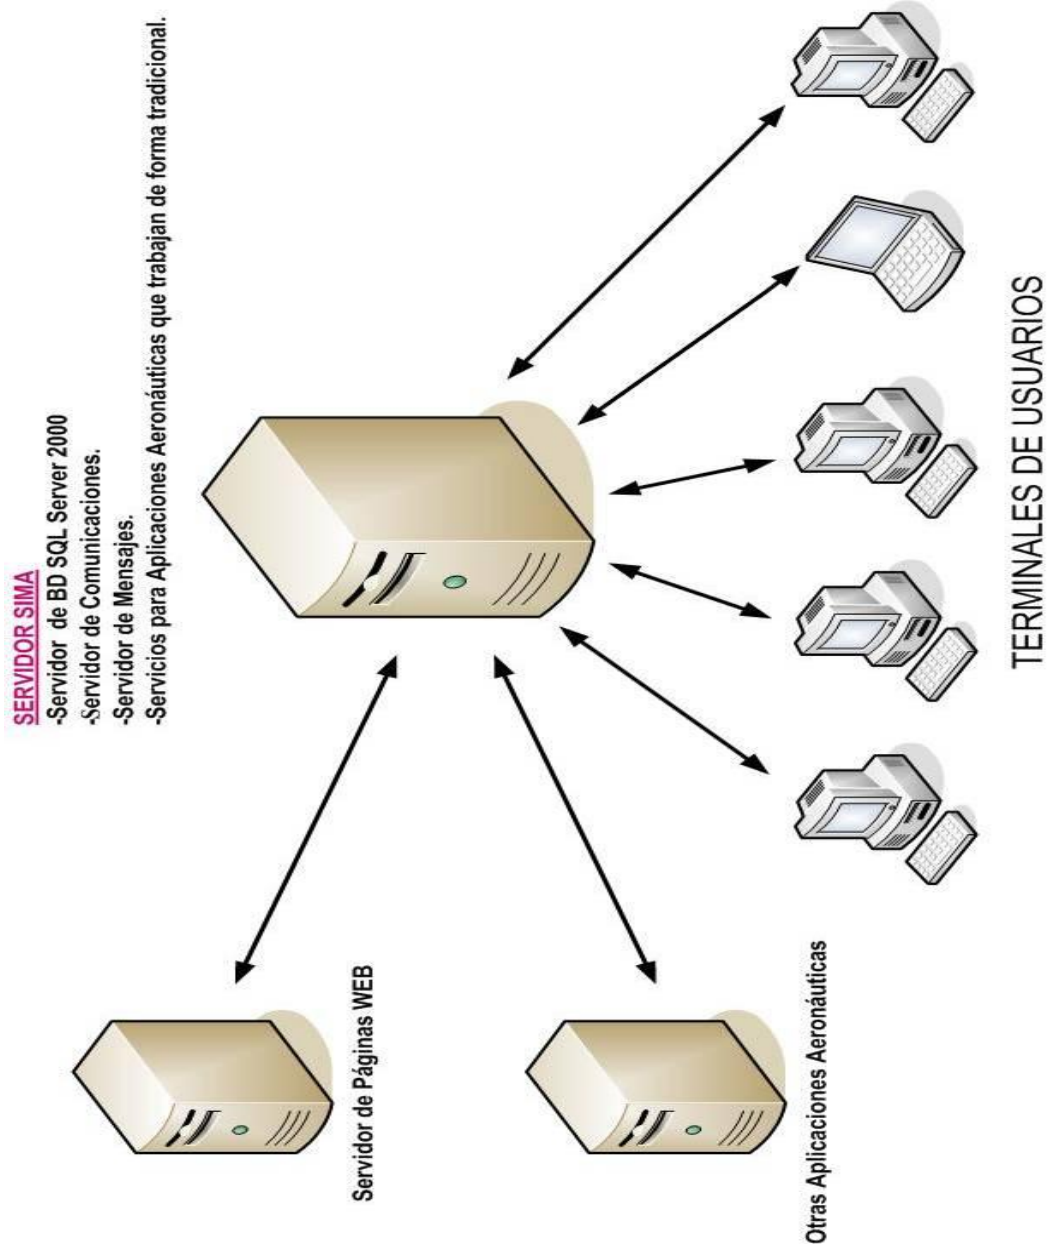 SERVIDOR SIMA
-Servidor de BD SQL Server 2000
-Servidor de Comunicaciones.
-Servidor de Mensajes.
-Servicios para Aplicaciones Aeronáuticas que trabajan de forma tradicional.
Servidor de Páginas WEB
Otras Aplicaciones Aeronáuticas
TERMINALES DE USUARIOS